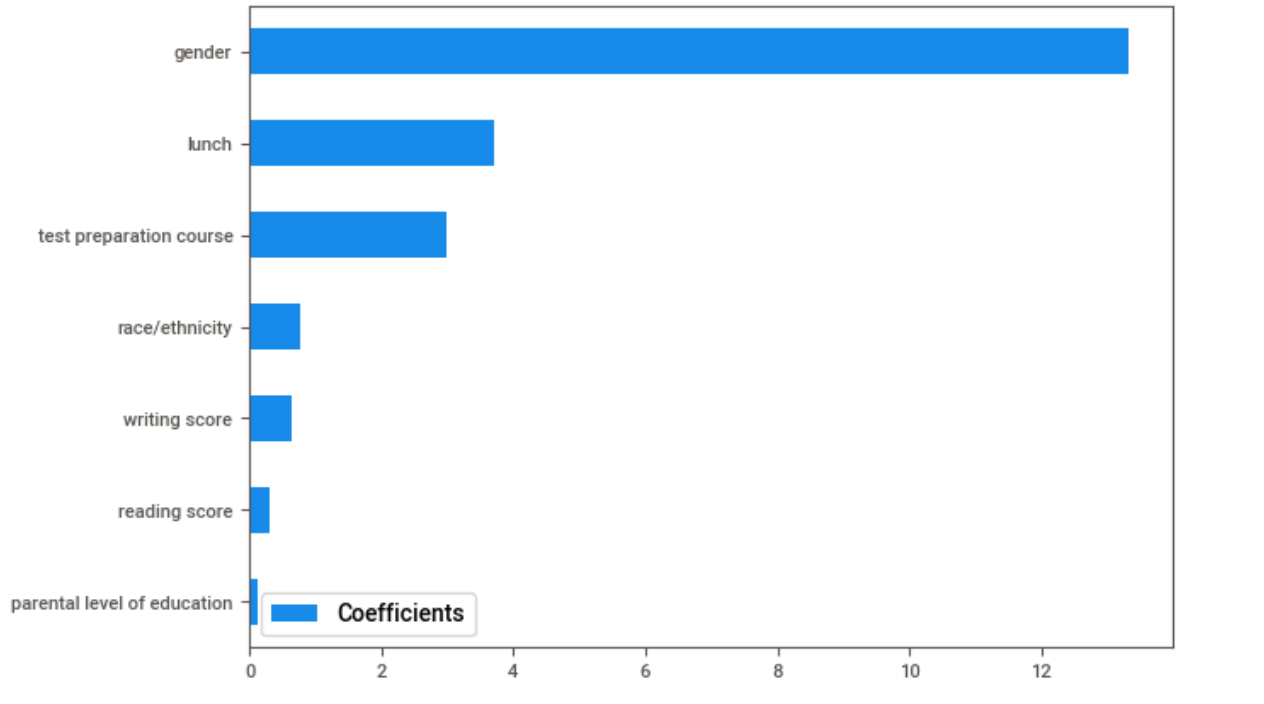 gender
lunch
test preparation course
race/ethnicity
writing score
reading score
parental level of education
Coefficients
0 2 4 6 8 10 12